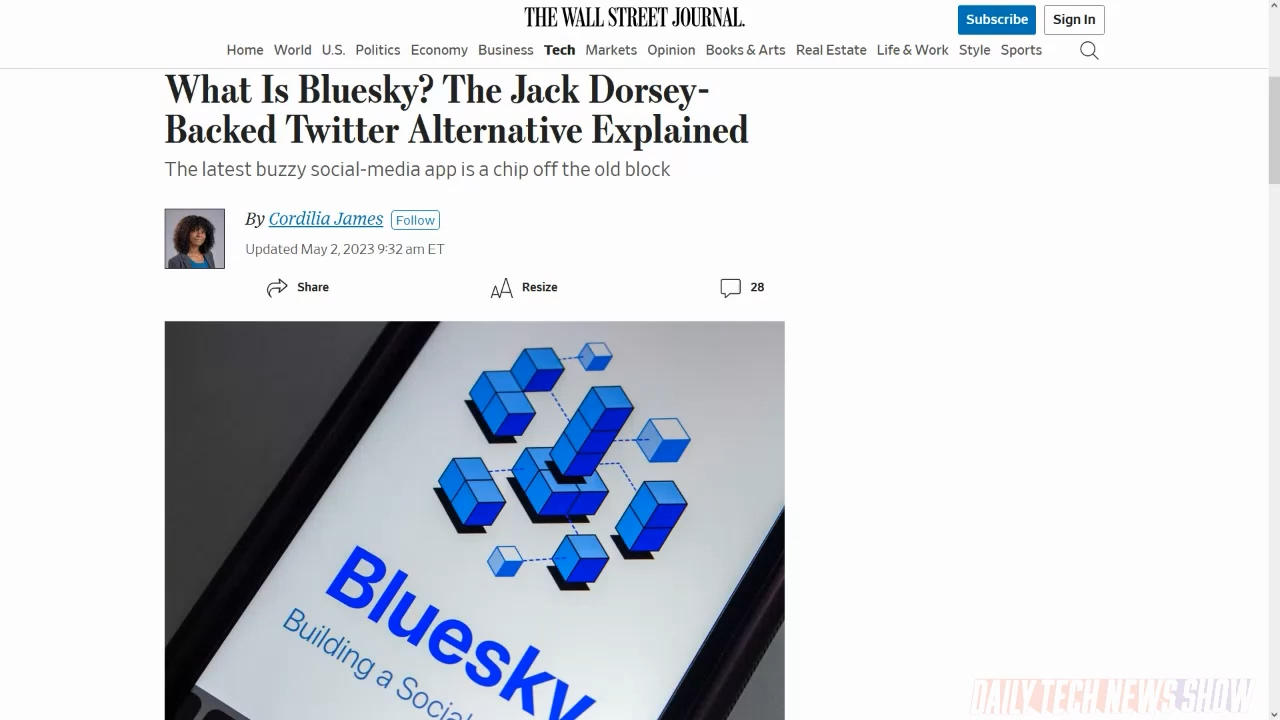 THE WALL STREET JOURNAL.
Subscribe
Sign In
Home World U.S. Politics Economy Business Tech Markets Opinion Books & Arts Real Estate Life & Work Style Sports
What Is Bluesky? The Jack Dorsey-
Backed Twitter Alternative Explained
The latest buzzy social-media app is a chip off the old block
By Cordilia James Follow
Updated May 2, 2023 9:32 am ET
Share
AA Resize
28
Bluesky
Building a Social
DAILY TECH NEWS SHOW